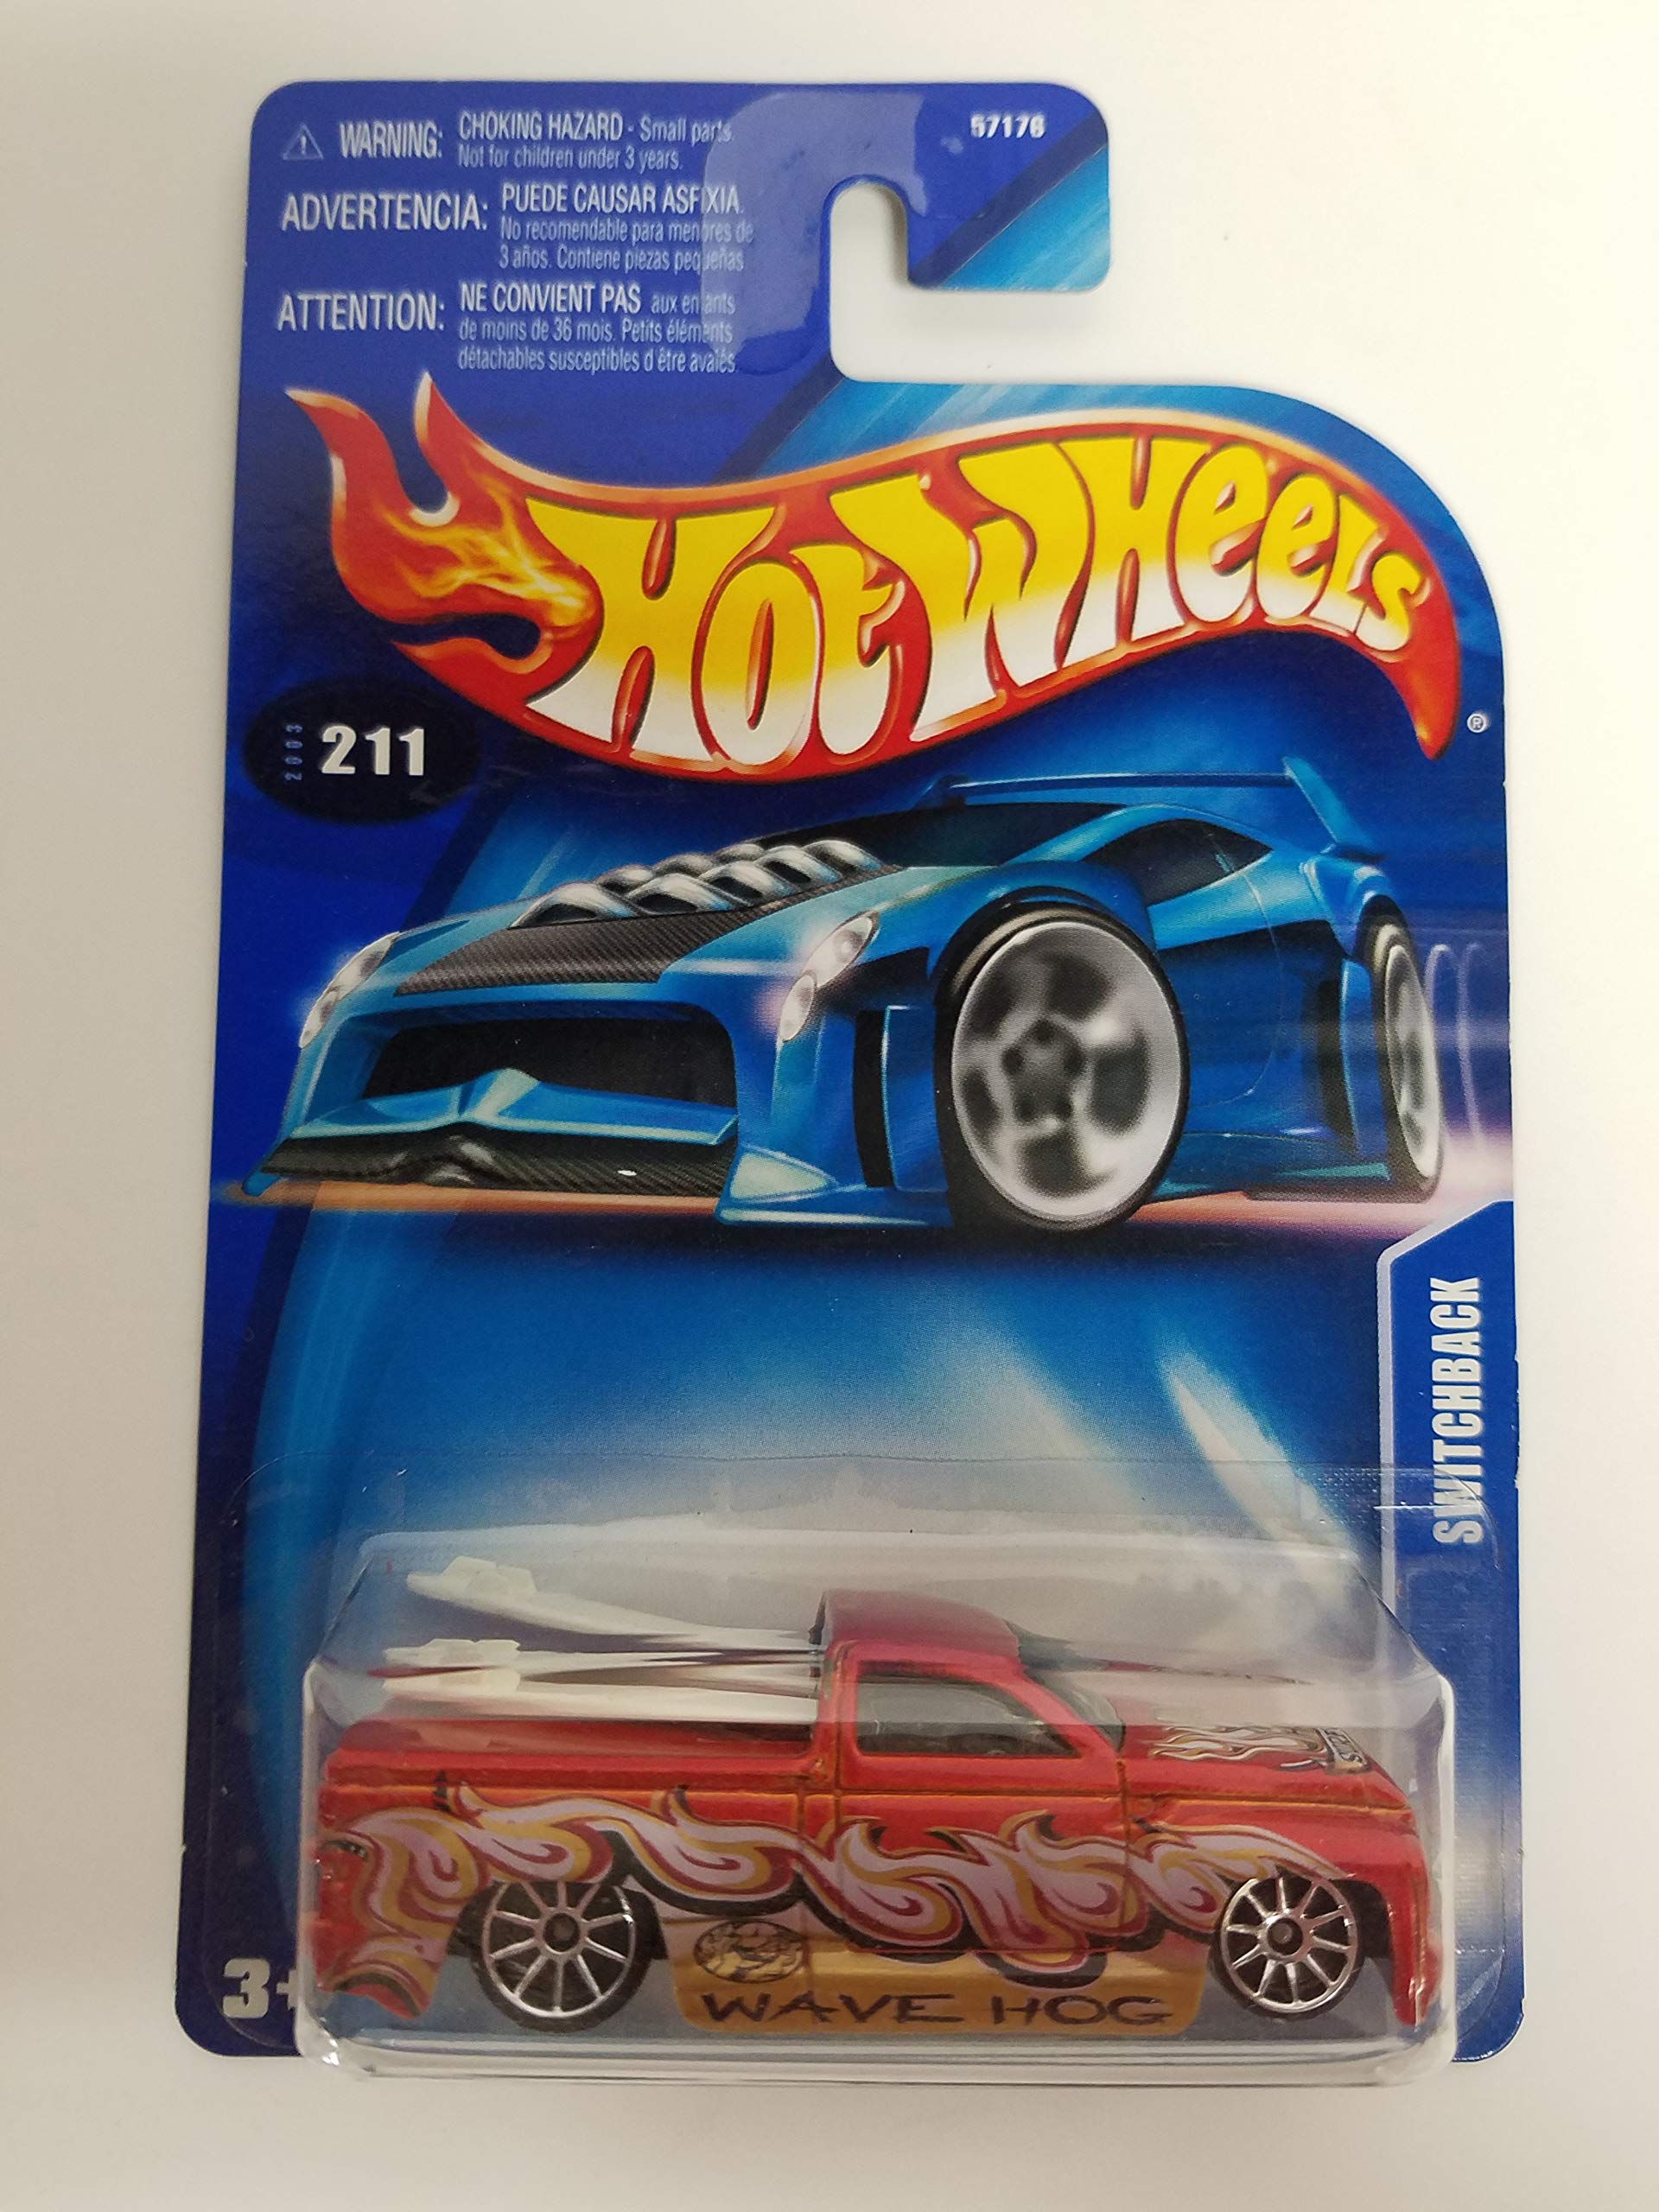 57176
WARNING: CHOKING HAZARD - Small parts.
Not for children under 3 years.
ADVERTENCIA: PUEDE CAUSAR ASFIXIA.
No recomendable para menores de
3 años. Contiene piezas pequeñas
ATTENTION: NE CONVIENT PAS aux enfants
de moins de 36 mois. Petits éléments
détachables susceptibles d'être avalés.
HOT WHEELS ®
2003 211
SWITCHBACK
WAVE HOG
3+